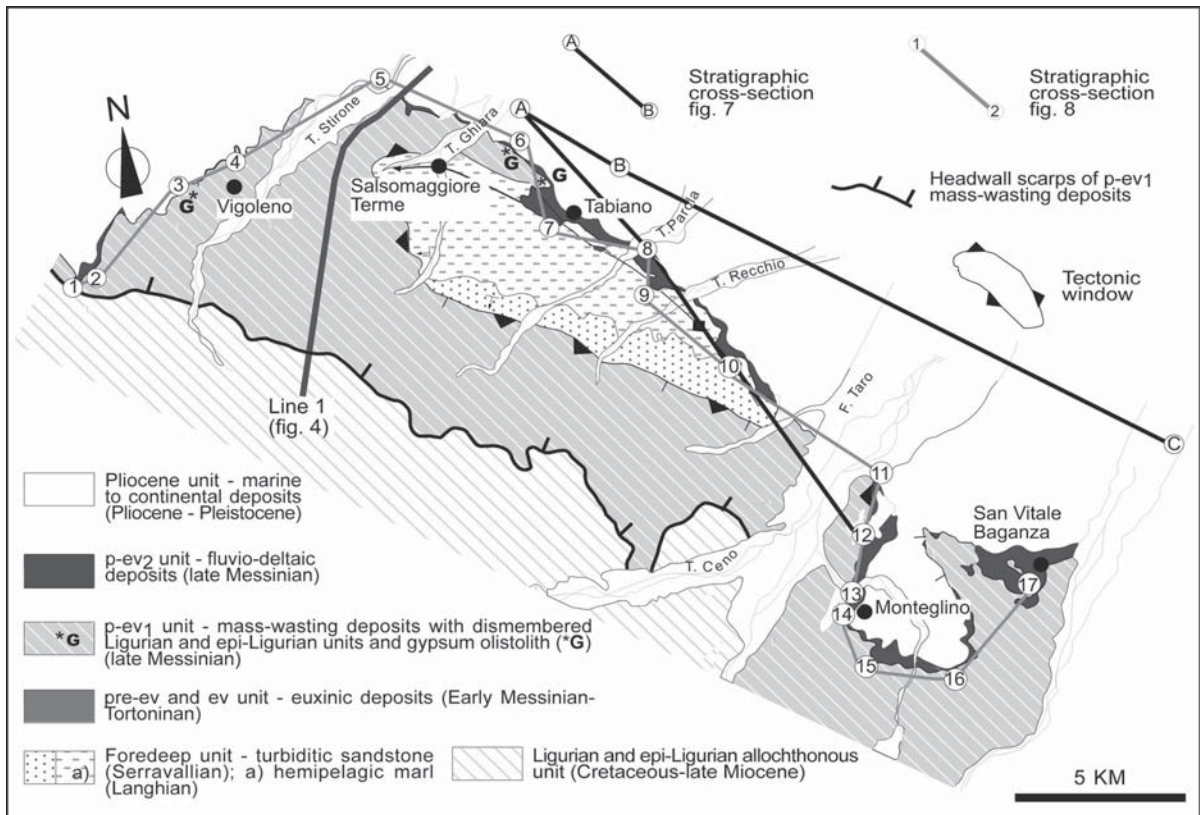 A
B
Stratigraphic
cross-section
fig. 7
1
2
Stratigraphic
cross-section
fig. 8
N
5
T. Stirone
A
T. Ghiara
6
*G
*G
B
4
3
*G
Vigoleno
Salsomaggiore
Terme
Tabiano
7
8
T.Parola
Headwall scarps of p-ev1
mass-wasting deposits
1
2
9
T. Recchio
Tectonic
window
10
Line 1
(fig. 4)
F. Taro
C
11
12
San Vitale
Baganza
T. Ceno
13
14
Monteglino
17
15
16
Pliocene unit - marine
to continental deposits
(Pliocene - Pleistocene)
p-ev2 unit - fluvio-deltaic
deposits (late Messinian)
*G
p-ev1 unit - mass-wasting deposits with dismembered
Ligurian and epi-Ligurian units and gypsum olistolith (*G)
(late Messinian)
pre-ev and ev unit - euxinic deposits (Early Messinian-
Tortoninan)
a)
Foredeep unit - turbiditic sandstone
(Serravallian); a) hemipelagic marl
(Langhian)
Ligurian and epi-Ligurian allochthonous
unit (Cretaceous-late Miocene)
5 KM